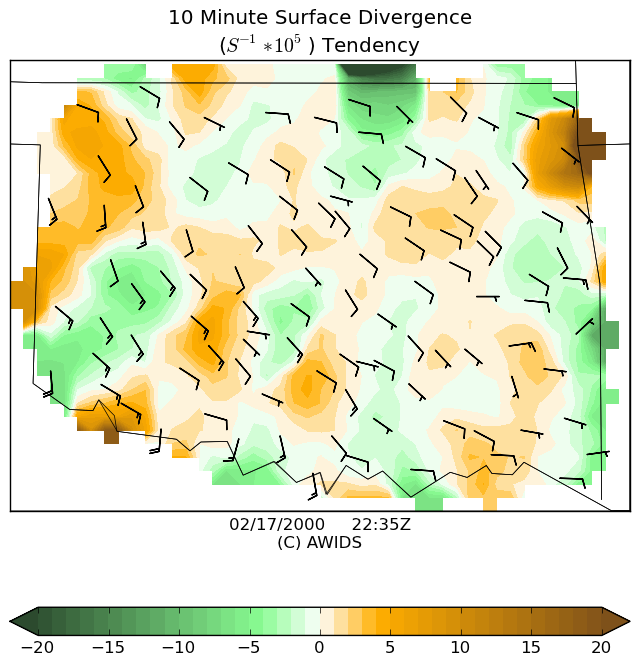 10 Minute Surface Divergence
(S⁻¹ * 10⁵ ) Tendency
02/17/2000 22:35Z
(C) AWIDS
−20 −15 −10 −5 0 5 10 15 20